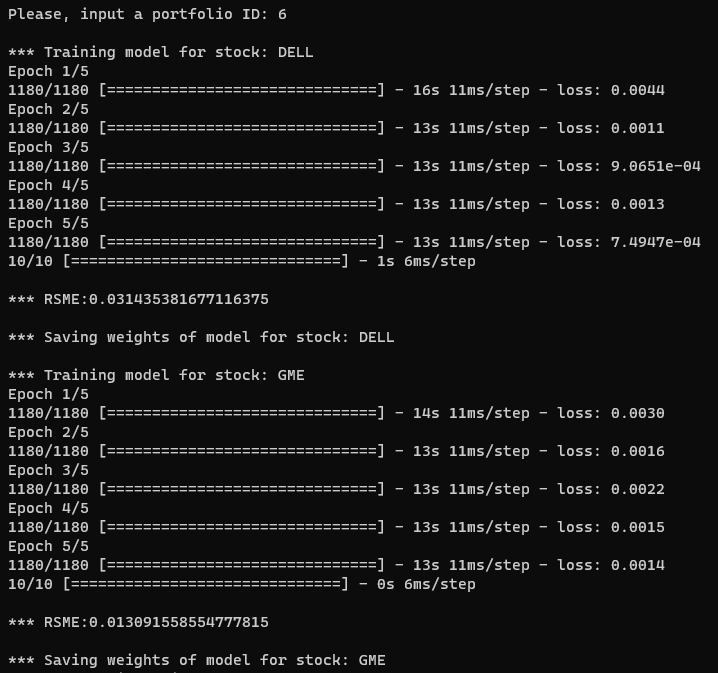 Please, input a portfolio ID: 6
*** Training model for stock: DELL
Epoch 1/5
1180/1180 [==============================] - 16s 11ms/step - loss: 0.0044
Epoch 2/5
1180/1180 [==============================] - 13s 11ms/step - loss: 0.0011
Epoch 3/5
1180/1180 [==============================] - 13s 11ms/step - loss: 9.0651e-04
Epoch 4/5
1180/1180 [==============================] - 13s 11ms/step - loss: 0.0013
Epoch 5/5
1180/1180 [==============================] - 13s 11ms/step - loss: 7.4947e-04
10/10 [==============================] - 1s 6ms/step
*** RSME:0.031435381677116375
*** Saving weights of model for stock: DELL
*** Training model for stock: GME
Epoch 1/5
1180/1180 [==============================] - 14s 11ms/step - loss: 0.0030
Epoch 2/5
1180/1180 [==============================] - 13s 11ms/step - loss: 0.0016
Epoch 3/5
1180/1180 [==============================] - 13s 11ms/step - loss: 0.0022
Epoch 4/5
1180/1180 [==============================] - 13s 11ms/step - loss: 0.0015
Epoch 5/5
1180/1180 [==============================] - 13s 11ms/step - loss: 0.0014
10/10 [==============================] - 0s 6ms/step
*** RSME:0.013091558554777815
*** Saving weights of model for stock: GME